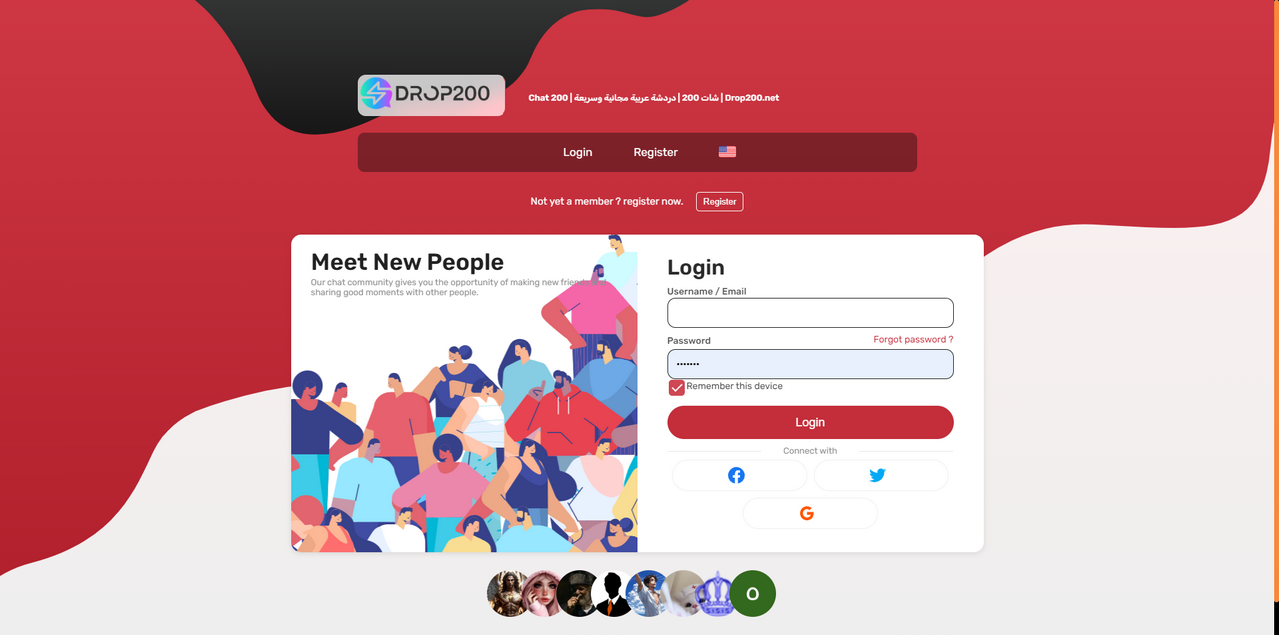 DROP200
Chat 200 | شات 200 | دردشة عربية مجانية وسريعة | Drop200.net
Login
Register
Not yet a member ? register now.
Register
Meet New People
Our chat community gives you the opportunity of making new friends and
sharing good moments with other people.
Login
Username / Email
Password
Forgot password ?
•••••••
Remember this device
Login
Connect with
O